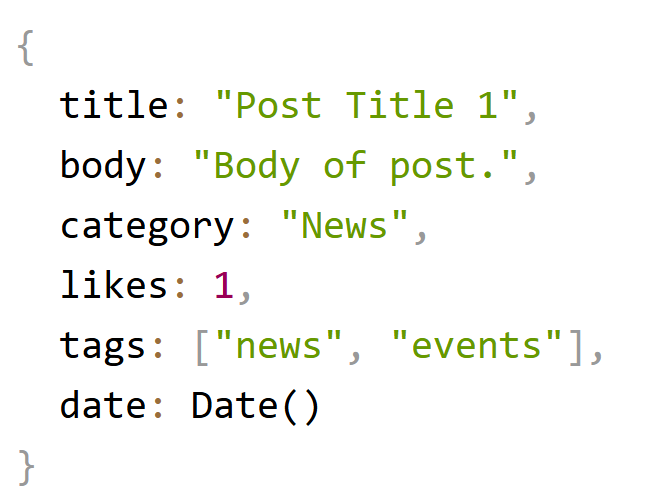 {
  title: "Post Title 1",
  body: "Body of post.",
  category: "News",
  likes: 1,
  tags: ["news", "events"],
  date: Date()
}